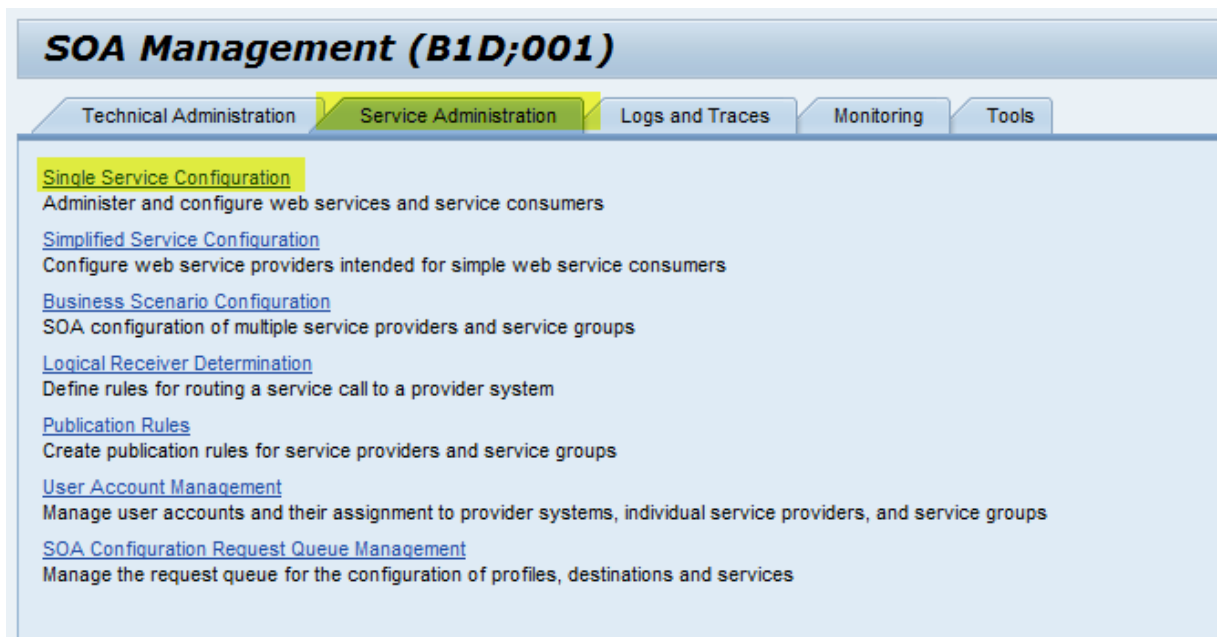 SOA Management (B1D;001)
Technical Administration Service Administration Logs and Traces Monitoring Tools
Single Service Configuration
Administer and configure web services and service consumers
Simplified Service Configuration
Configure web service providers intended for simple web service consumers
Business Scenario Configuration
SOA configuration of multiple service providers and service groups
Logical Receiver Determination
Define rules for routing a service call to a provider system
Publication Rules
Create publication rules for service providers and service groups
User Account Management
Manage user accounts and their assignment to provider systems, individual service providers, and service groups
SOA Configuration Request Queue Management
Manage the request queue for the configuration of profiles, destinations and services